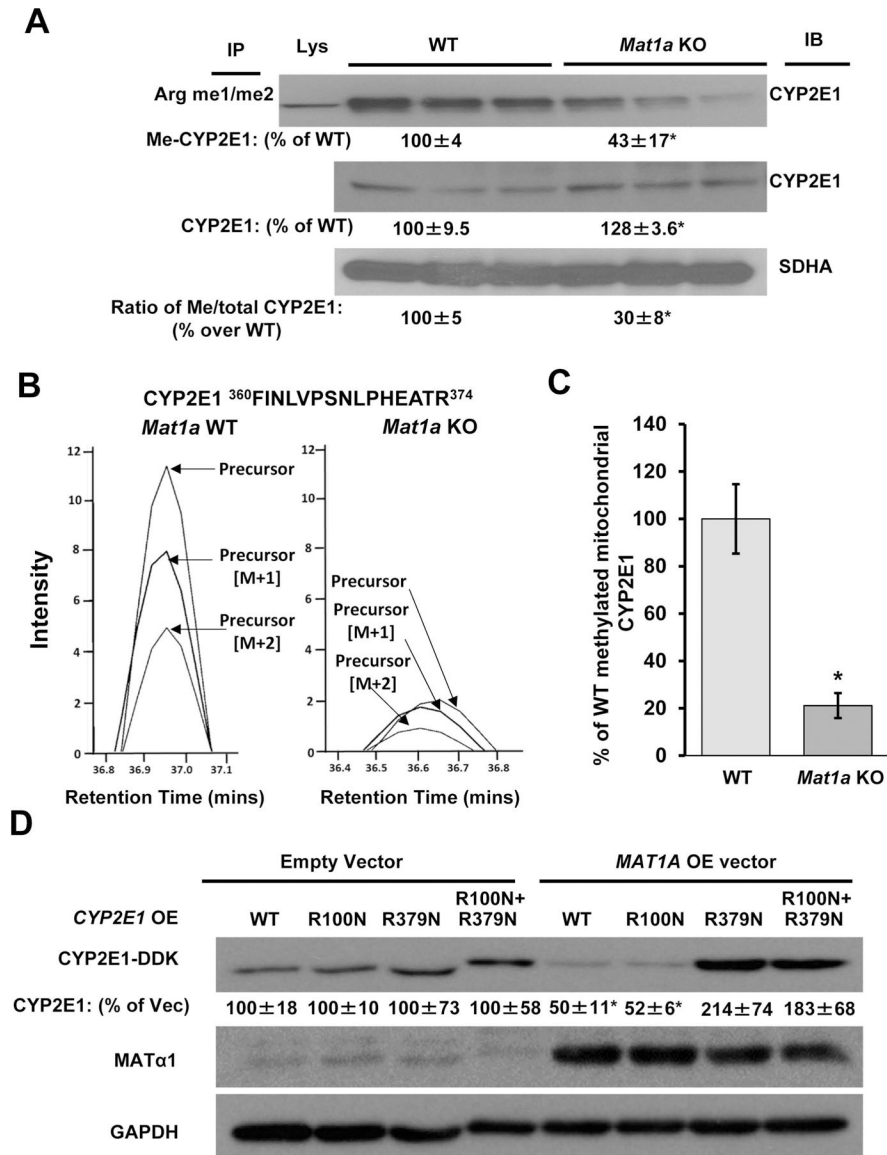 A
IP Lys WT Mat1a KO IB
Arg me1/me2 CYP2E1
Me-CYP2E1: (% of WT) 100±4 43±17*
CYP2E1
CYP2E1: (% of WT) 100±9.5 128±3.6*
SDHA
Ratio of Me/total CYP2E1: 100±5 30±8*
(% over WT)
B
CYP2E1 ³⁶⁰FINLVPSNLPHEATR³⁷⁴
Mat1a WT Mat1a KO
Intensity
12
10
8
6
4
2
0
Precursor
Precursor
[M+1]
Precursor
[M+2]
36.8 36.9 37.0 37.1
Retention Time (mins)
12
10
8
6
4
2
0
Precursor
Precursor
[M+1]
Precursor
[M+2]
36.4 36.5 36.6 36.7 36.8
Retention Time (mins)
C
% of WT methylated mitochondrial
CYP2E1
140
120
100
80
60
40
20
0
*
WT Mat1a KO
D
Empty Vector MAT1A OE vector
CYP2E1 OE WT R100N R379N R100N+ R379N WT R100N R379N R100N+ R379N
CYP2E1-DDK
CYP2E1: (% of Vec) 100±18 100±10 100±73 100±58 50±11* 52±6* 214±74 183±68
MATα1
GAPDH